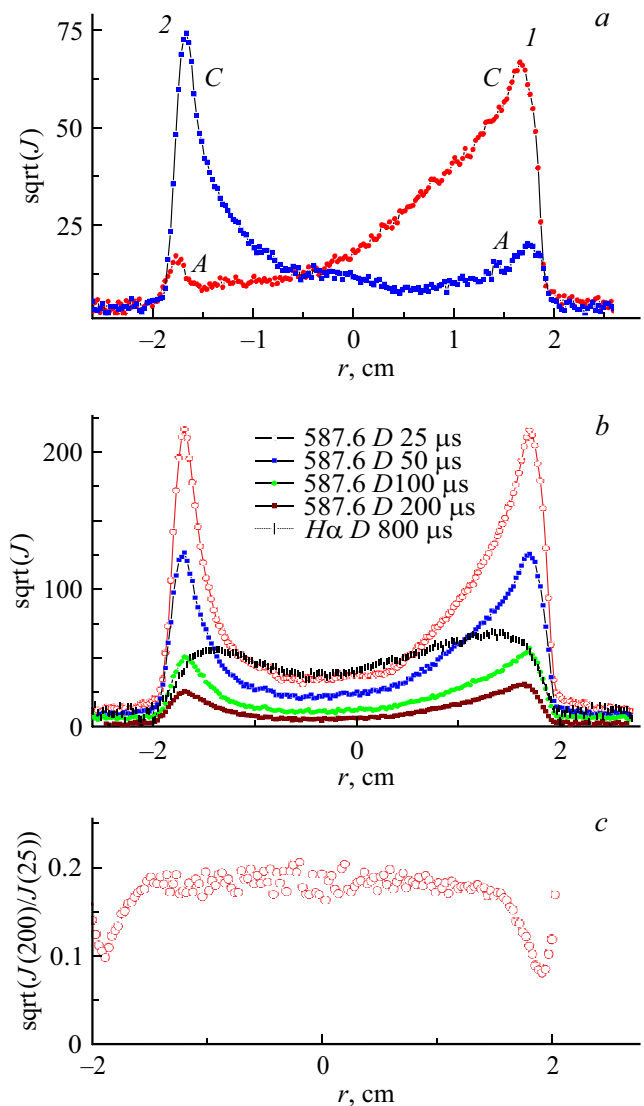 a
75
2
1
C
C
sqrt(J)
50
25
A
A
−2
−1
0
1
2
r, cm
b
200
587.6 D 25 μs
587.6 D 50 μs
587.6 D100 μs
587.6 D 200 μs
Hα D 800 μs
sqrt(J)
100
0
−2
0
2
r, cm
c
0.2
sqrt(J(200)/J(25))
0.1
0
−2
0
2
r, cm